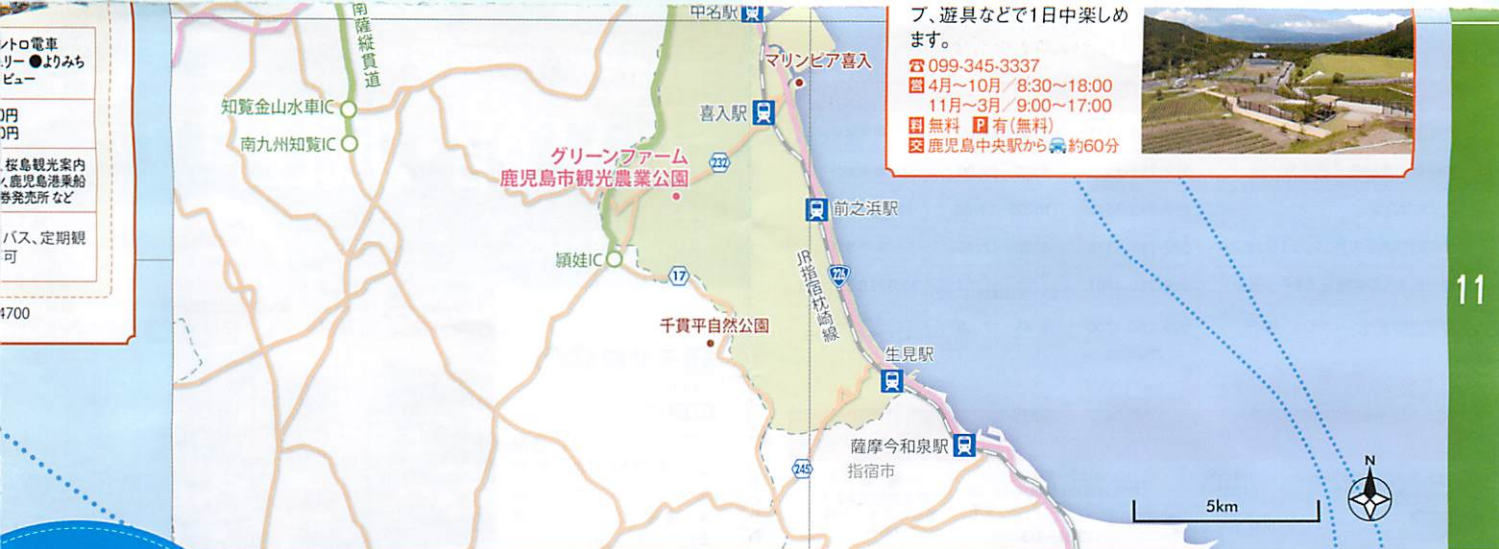 ントロ電車
ュリー ●よりみち
ビュー
0円
0円
、桜島観光案内
ン、鹿児島港乗船
券発売所 など
バス、定期観
可
4700
南薩縦貫道
知覧金山水車IC
南九州知覧IC
中名駅
マリンピア喜入
喜入駅
グリーンファーム
鹿児島市観光農業公園
232
前之浜駅
頴娃IC
17
226
JR指宿枕崎線
千貫平自然公園
生見駅
薩摩今和泉駅
指宿市
245
プ、遊具などで1日中楽しめ
ます。
☎099-345-3337
営 4月〜10月/8:30〜18:00
11月〜3月/9:00〜17:00
料 無料 P 有(無料)
交 鹿児島中央駅から約60分
N
5km
11